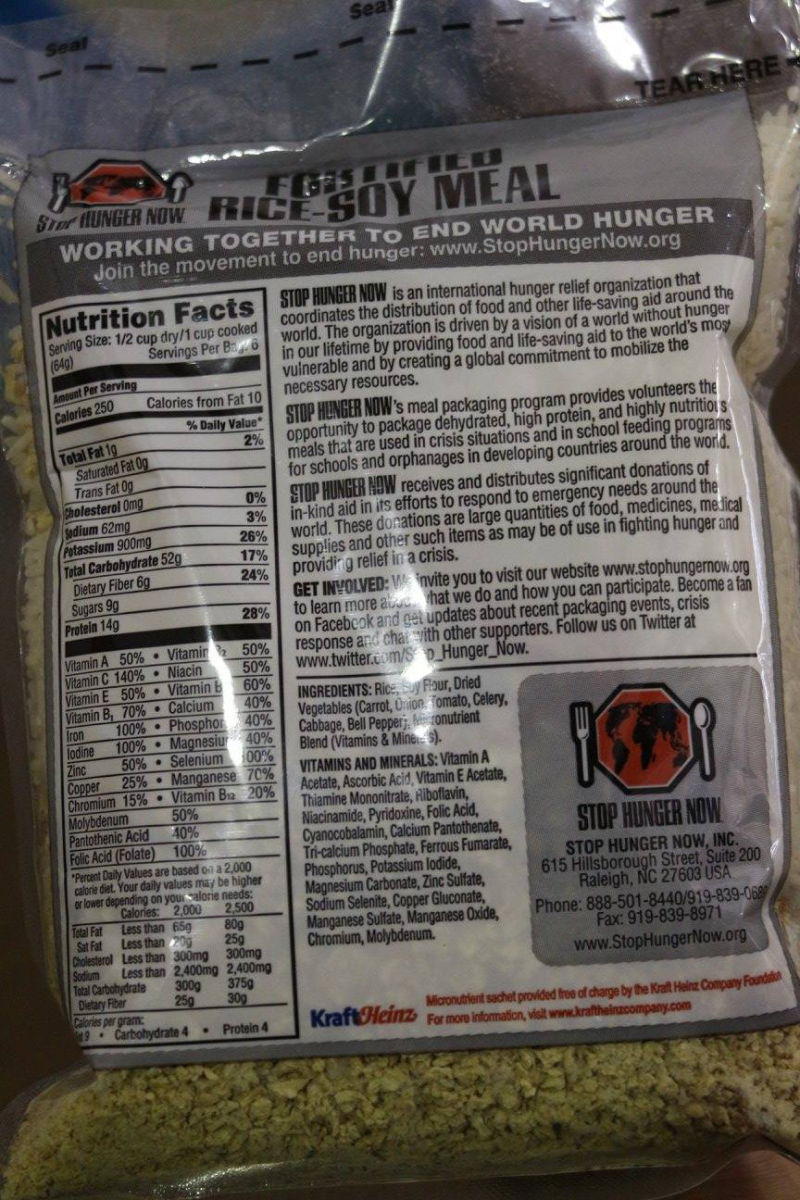 Seal
Seal
TEAR HERE
STOP HUNGER NOW
FORTIFIED
RICE-SOY MEAL
WORKING TOGETHER TO END WORLD HUNGER
Join the movement to end hunger: www.StopHungerNow.org
Nutrition Facts
Serving Size: 1/2 cup dry/1 cup cooked
(64g) Servings Per Bag: 6
Amount Per Serving
Calories 250 Calories from Fat 10
% Daily Value*
Total Fat 1g 2%
Saturated Fat 0g
Trans Fat 0g
Cholesterol 0mg 0%
Sodium 62mg 3%
Potassium 900mg 26%
Total Carbohydrate 52g 17%
Dietary Fiber 6g 24%
Sugars 9g
Protein 14g 28%
Vitamin A 50% • Vitamin B₂ 50%
Vitamin C 140% • Niacin 50%
Vitamin E 50% • Vitamin B 60%
Vitamin B₁ 70% • Calcium 40%
Iron 100% • Phosphor 40%
Iodine 100% • Magnesium 40%
Zinc 50% • Selenium 100%
Copper 25% • Manganese 70%
Chromium 15% • Vitamin B₁₂ 20%
Molybdenum 50%
Pantothenic Acid 40%
Folic Acid (Folate) 100%
*Percent Daily Values are based on a 2,000
calorie diet. Your daily values may be higher
or lower depending on your calorie needs:
Calories: 2,000 2,500
Total Fat Less than 65g 80g
Sat Fat Less than 20g 25g
Cholesterol Less than 300mg 300mg
Sodium Less than 2,400mg 2,400mg
Total Carbohydrate 300g 375g
Dietary Fiber 25g 30g
Calories per gram:
9 • Carbohydrate 4 • Protein 4
STOP HUNGER NOW is an international hunger relief organization that
coordinates the distribution of food and other life-saving aid around the
world. The organization is driven by a vision of a world without hunger
in our lifetime by providing food and life-saving aid to the world's most
vulnerable and by creating a global commitment to mobilize the
necessary resources.
STOP HUNGER NOW's meal packaging program provides volunteers the
opportunity to package dehydrated, high protein, and highly nutritious
meals that are used in crisis situations and in school feeding programs
for schools and orphanages in developing countries around the world.
STOP HUNGER NOW receives and distributes significant donations of
in-kind aid in its efforts to respond to emergency needs around the
world. These donations are large quantities of food, medicines, medical
supplies and other such items as may be of use in fighting hunger and
providing relief in a crisis.
GET INVOLVED: We invite you to visit our website www.stophungernow.org
to learn more about what we do and how you can participate. Become a fan
on Facebook and get updates about recent packaging events, crisis
response and chat with other supporters. Follow us on Twitter at
www.twitter.com/Stop_Hunger_Now.
INGREDIENTS: Rice, Soy Flour, Dried
Vegetables (Carrot, Onion, Tomato, Celery,
Cabbage, Bell Pepper), Micronutrient
Blend (Vitamins & Minerals).
VITAMINS AND MINERALS: Vitamin A
Acetate, Ascorbic Acid, Vitamin E Acetate,
Thiamine Mononitrate, Riboflavin,
Niacinamide, Pyridoxine, Folic Acid,
Cyanocobalamin, Calcium Pantothenate,
Tri-calcium Phosphate, Ferrous Fumarate,
Phosphorus, Potassium Iodide,
Magnesium Carbonate, Zinc Sulfate,
Sodium Selenite, Copper Gluconate,
Manganese Sulfate, Manganese Oxide,
Chromium, Molybdenum.
STOP HUNGER NOW
STOP HUNGER NOW, INC.
615 Hillsborough Street, Suite 200
Raleigh, NC 27603 USA
Phone: 888-501-8440/919-839-0689
Fax: 919-839-8971
www.StopHungerNow.org
KraftHeinz
Micronutrient sachet provided free of charge by the Kraft Heinz Company Foundation
For more information, visit www.kraftheinzcompany.com